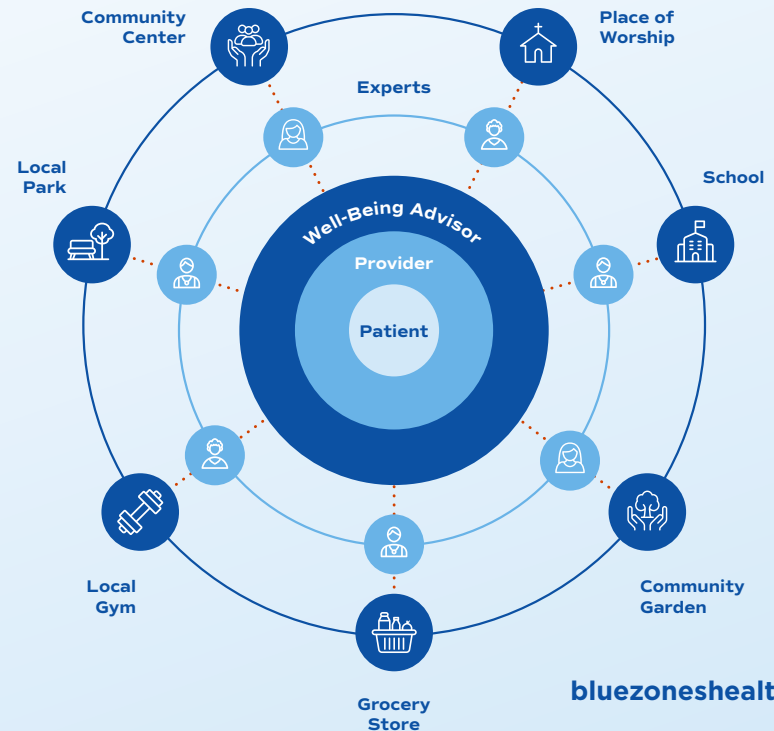 Community
Center
Place of
Worship
Experts
Local
Park
School
Well-Being Advisor
Provider
Patient
Local
Gym
Community
Garden
Grocery
Store
bluezoneshealt